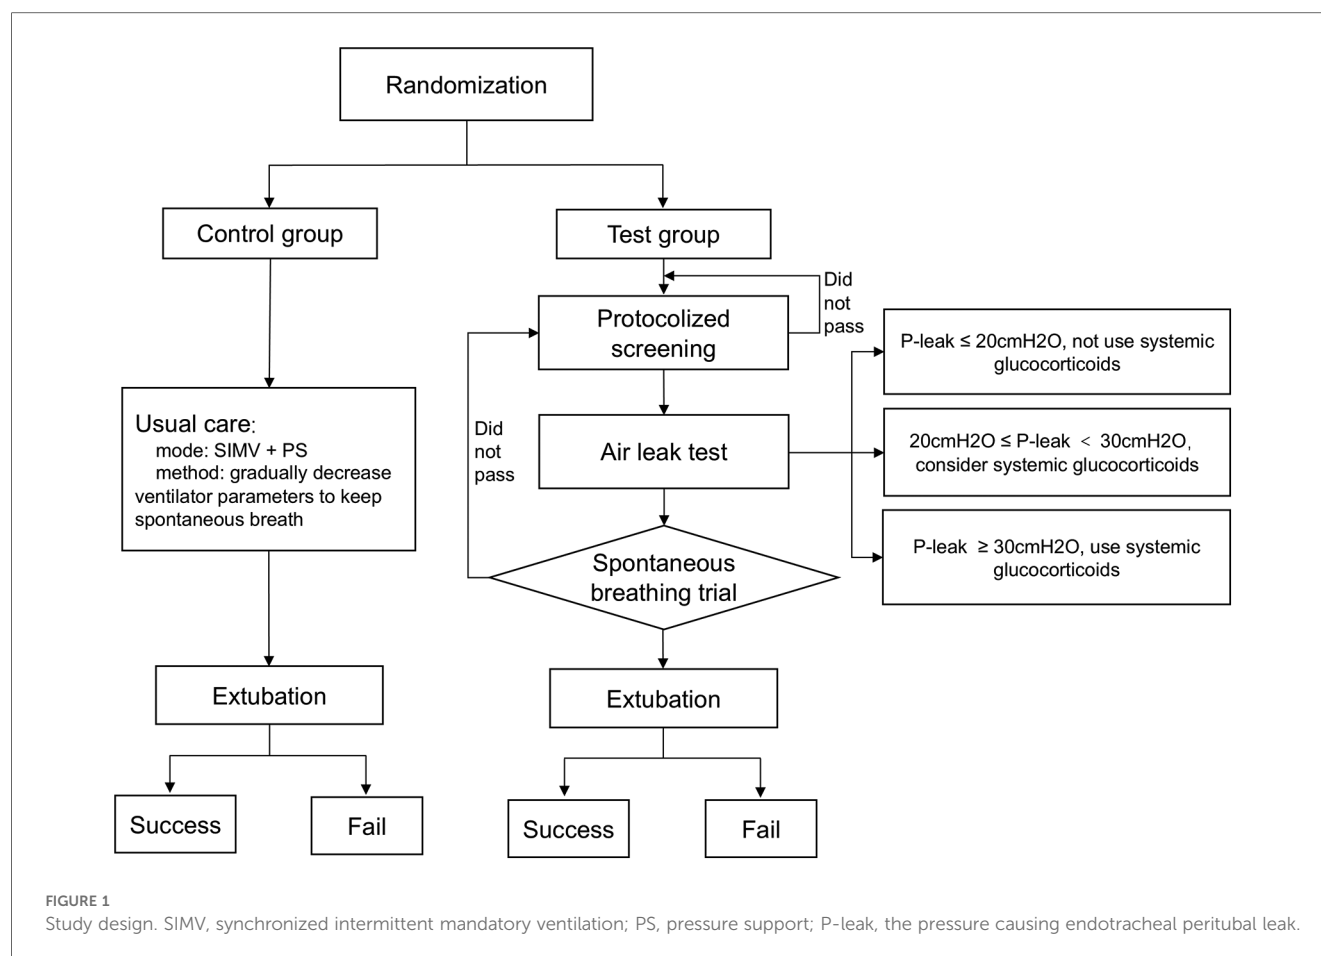 Randomization
Control group
Test group
Did
not
pass
Protocolized
screening
P-leak ≤ 20cmH2O, not use systemic
glucocorticoids
Usual care:
mode: SIMV + PS
method: gradually decrease
ventilator parameters to keep
spontaneous breath
Did
not
pass
Air leak test
20cmH2O ≤ P-leak < 30cmH2O,
consider systemic glucocorticoids
Spontaneous
breathing trial
P-leak ≥ 30cmH2O, use systemic
glucocorticoids
Extubation
Extubation
Success
Fail
Success
Fail
FIGURE 1
Study design. SIMV, synchronized intermittent mandatory ventilation; PS, pressure support; P-leak, the pressure causing endotracheal peritubal leak.